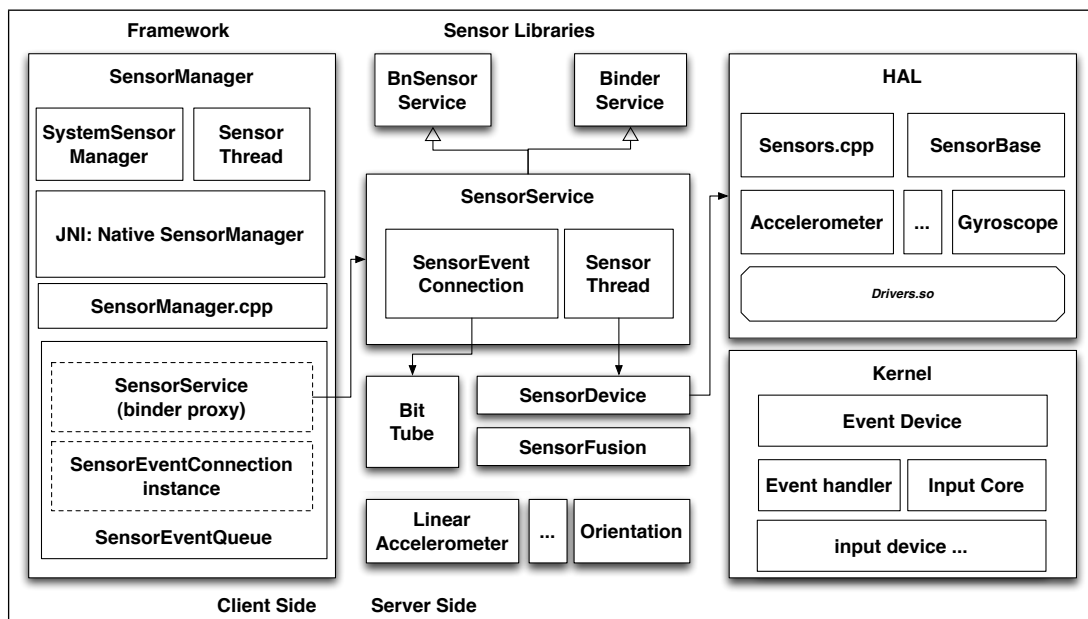 Framework
SensorManager
SystemSensor
Manager
Sensor
Thread
JNI: Native SensorManager
SensorManager.cpp
SensorService
(binder proxy)
SensorEventConnection
instance
SensorEventQueue
Client Side
Sensor Libraries
BnSensor
Service
Binder
Service
SensorService
SensorEvent
Connection
Sensor
Thread
Bit
Tube
SensorDevice
SensorFusion
Linear
Accelerometer
...
Orientation
Server Side
HAL
Sensors.cpp
SensorBase
Accelerometer
...
Gyroscope
Drivers.so
Kernel
Event Device
Event handler
Input Core
input device ...